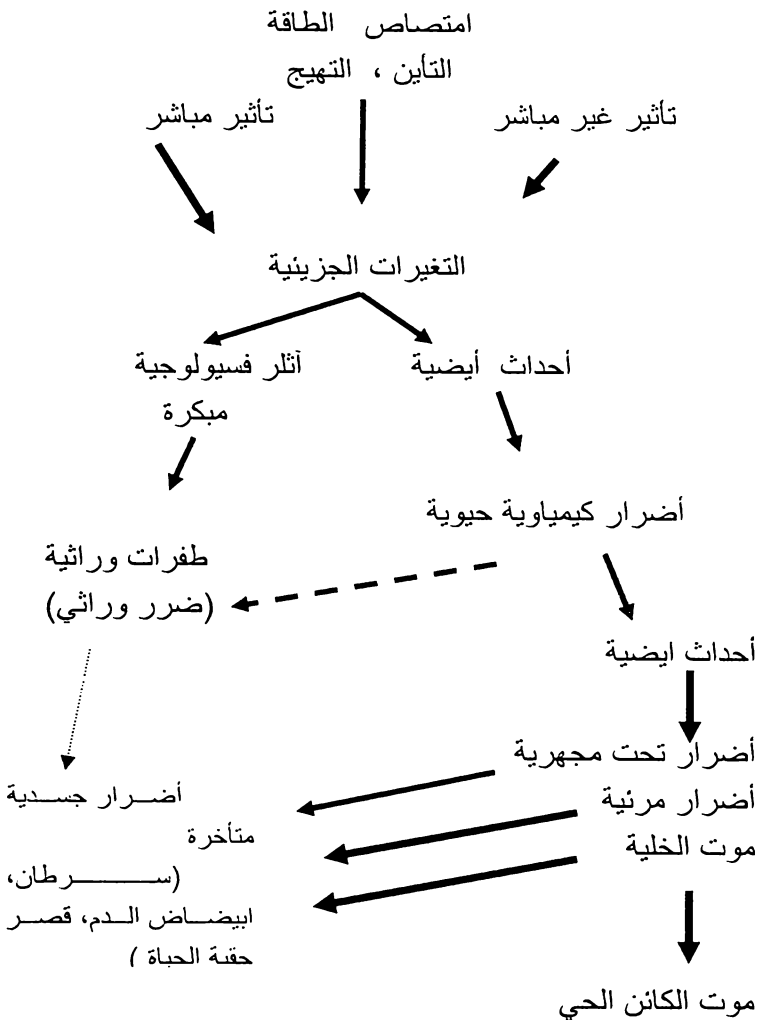 امتصاص الطاقة
التأين ، التهيج
تأثير غير مباشر
تأثير مباشر
التغيرات الجزيئية
أحداث أيضية
آثلر فسيولوجية
مبكرة
أضرار كيمياوية حيوية
طفرات وراثية
(ضرر وراثي)
أحداث ايضية
أضرار تحت مجهرية
أضرار مرئية
موت الخلية
أضرار جسدية
متأخرة
(سرطان،
ابيضاض الدم، قصر
حقبة الحياة )
موت الكائن الحي